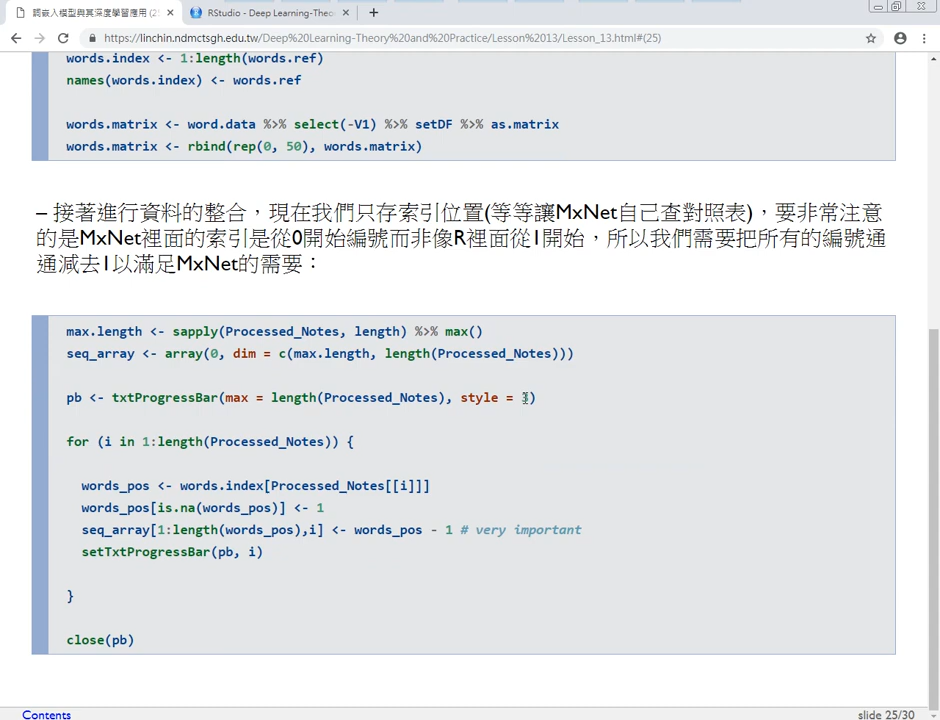 詞嵌入模型與其深度學習應用 (25
RStudio - Deep Learning-Theo
https://linchin.ndmctsgh.edu.tw/Deep%20Learning-Theory%20and%20Practice/Lesson%2013/Lesson_13.html#(25)
words.index <- 1:length(words.ref)
names(words.index) <- words.ref
words.matrix <- word.data %>% select(-V1) %>% setDF %>% as.matrix
words.matrix <- rbind(rep(0, 50), words.matrix)
– 接著進行資料的整合，現在我們只存索引位置(等等讓MxNet自己查對照表)，要非常注意
的是MxNet裡面的索引是從0開始編號而非像R裡面從1開始，所以我們需要把所有的編號通
通減去1以滿足MxNet的需要：
max.length <- sapply(Processed_Notes, length) %>% max()
seq_array <- array(0, dim = c(max.length, length(Processed_Notes)))
pb <- txtProgressBar(max = length(Processed_Notes), style = 3)
for (i in 1:length(Processed_Notes)) {
words_pos <- words.index[Processed_Notes[[i]]]
words_pos[is.na(words_pos)] <- 1
seq_array[1:length(words_pos),i] <- words_pos - 1 # very important
setTxtProgressBar(pb, i)
}
close(pb)
Contents
slide 25/30